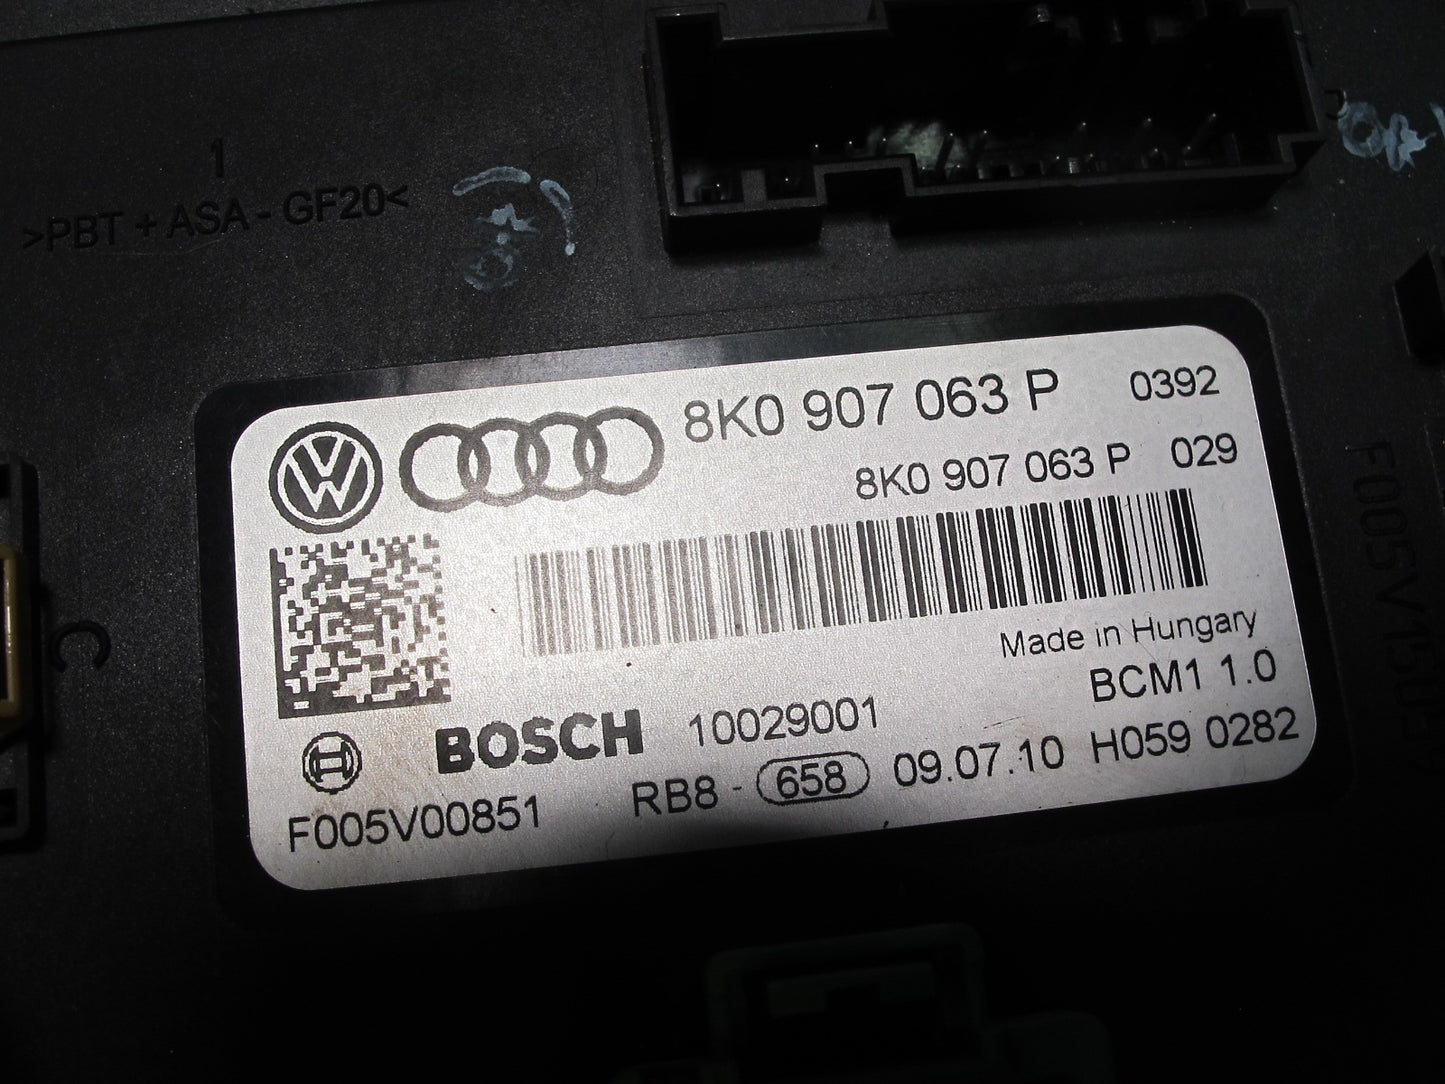 1
>PBT + ASA - GF20<
8K0 907 063 P 0392
8K0 907 063 P 029
Made in Hungary
BCM1 1.0
BOSCH 10029001
RB8 - 658 09.07.10 H059 0282
F005V00851
C